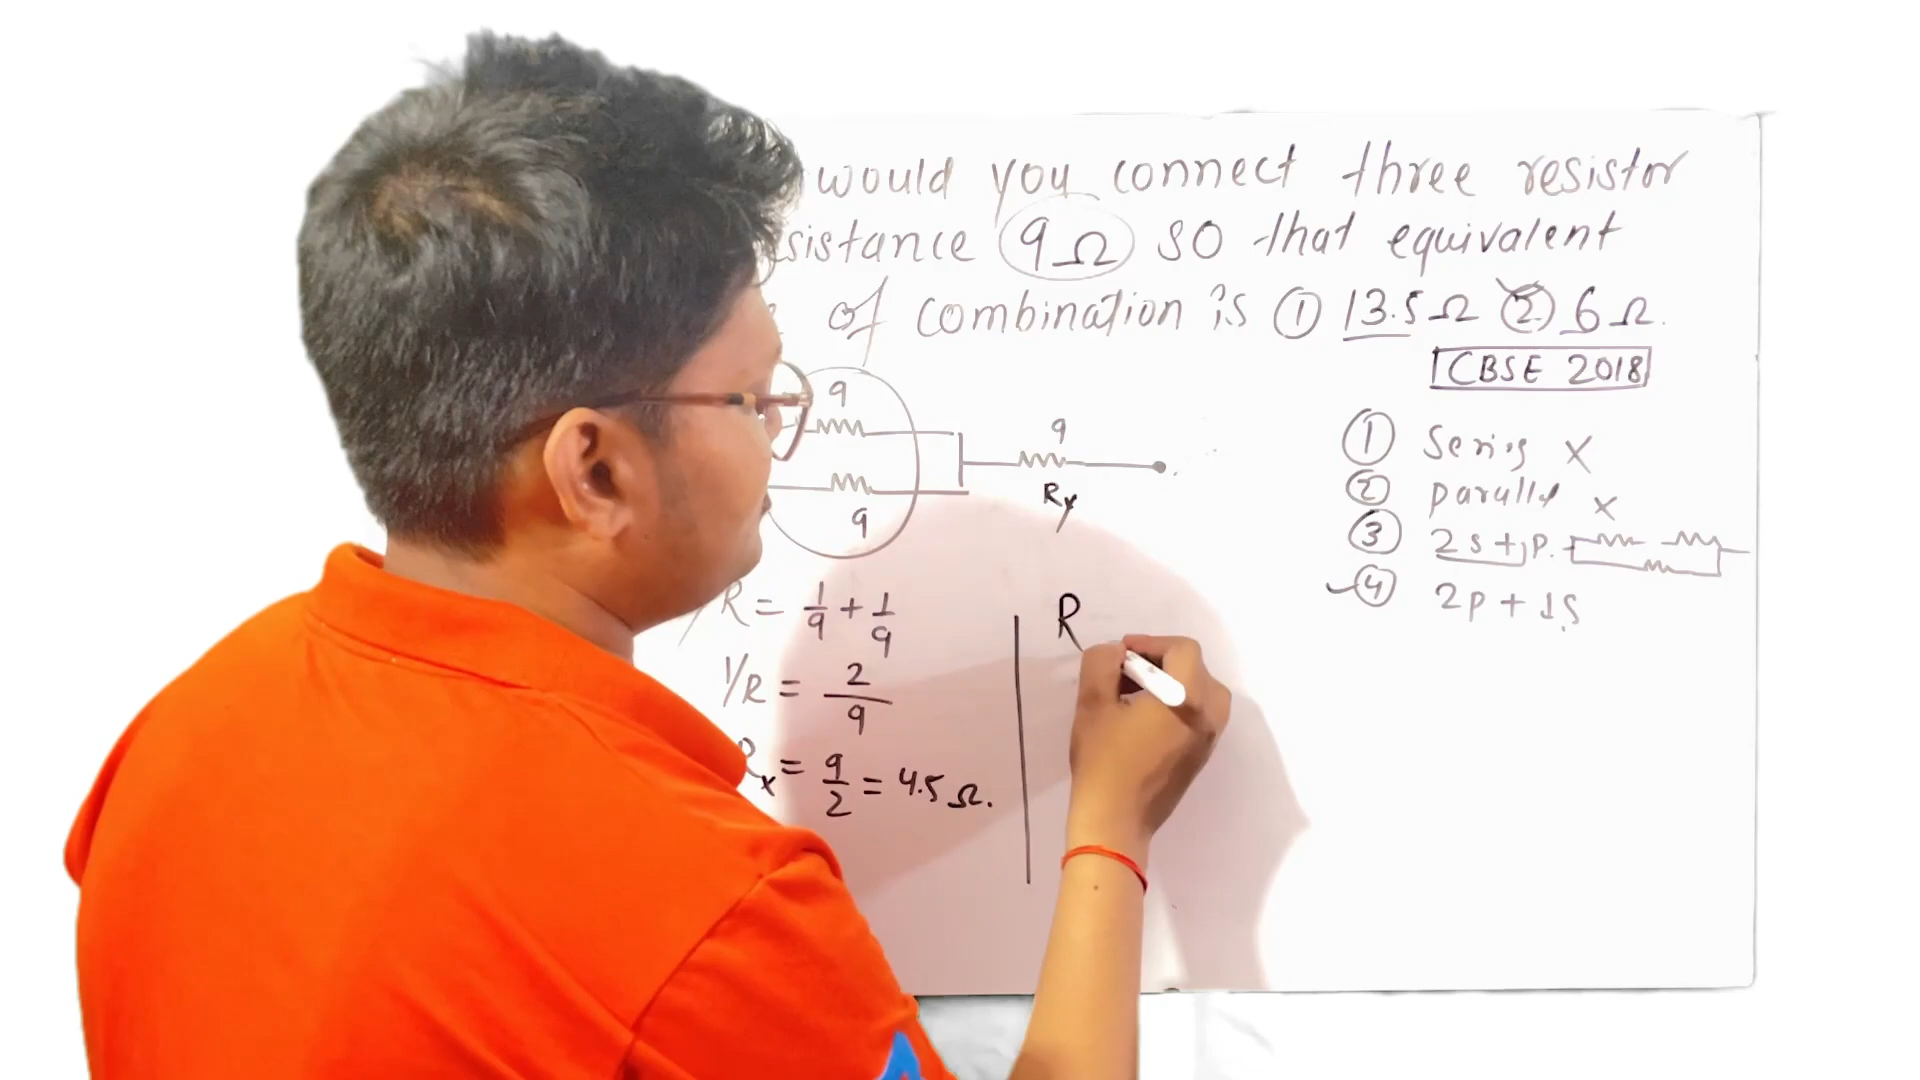 would you connect three resistor
sistance 9Ω so that equivalent
of combination is ① 13.5Ω ② 6Ω.
CBSE 2018
9
9
9
Ry
① Series X
② parallel X
③ 2s + 1p.
④ 2p + 1s
R = 1/9 + 1/9
1/R = 2/9
Rx = 9/2 = 4.5 Ω.
R